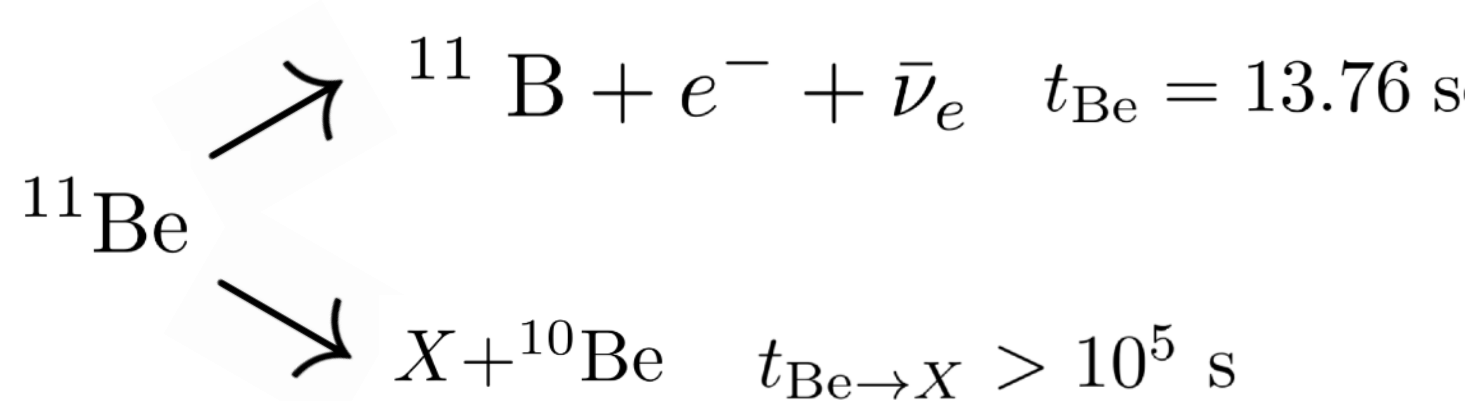 ¹¹B + e⁻ + ν̄ₑ t_Be = 13.76 s
¹¹Be
X+¹⁰Be t_Be→X > 10⁵ s